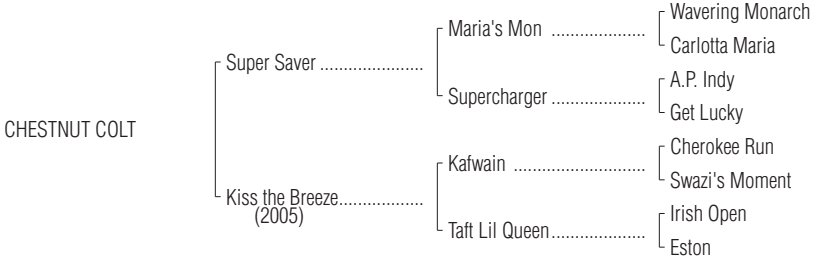 Wavering Monarch
Maria's Mon ....................
Carlotta Maria
Super Saver ......................
A.P. Indy
Supercharger ....................
Get Lucky
CHESTNUT COLT
Cherokee Run
Kafwain ............................
Swazi's Moment
Kiss the Breeze..................
(2005)
Irish Open
Taft Lil Queen....................
Eston